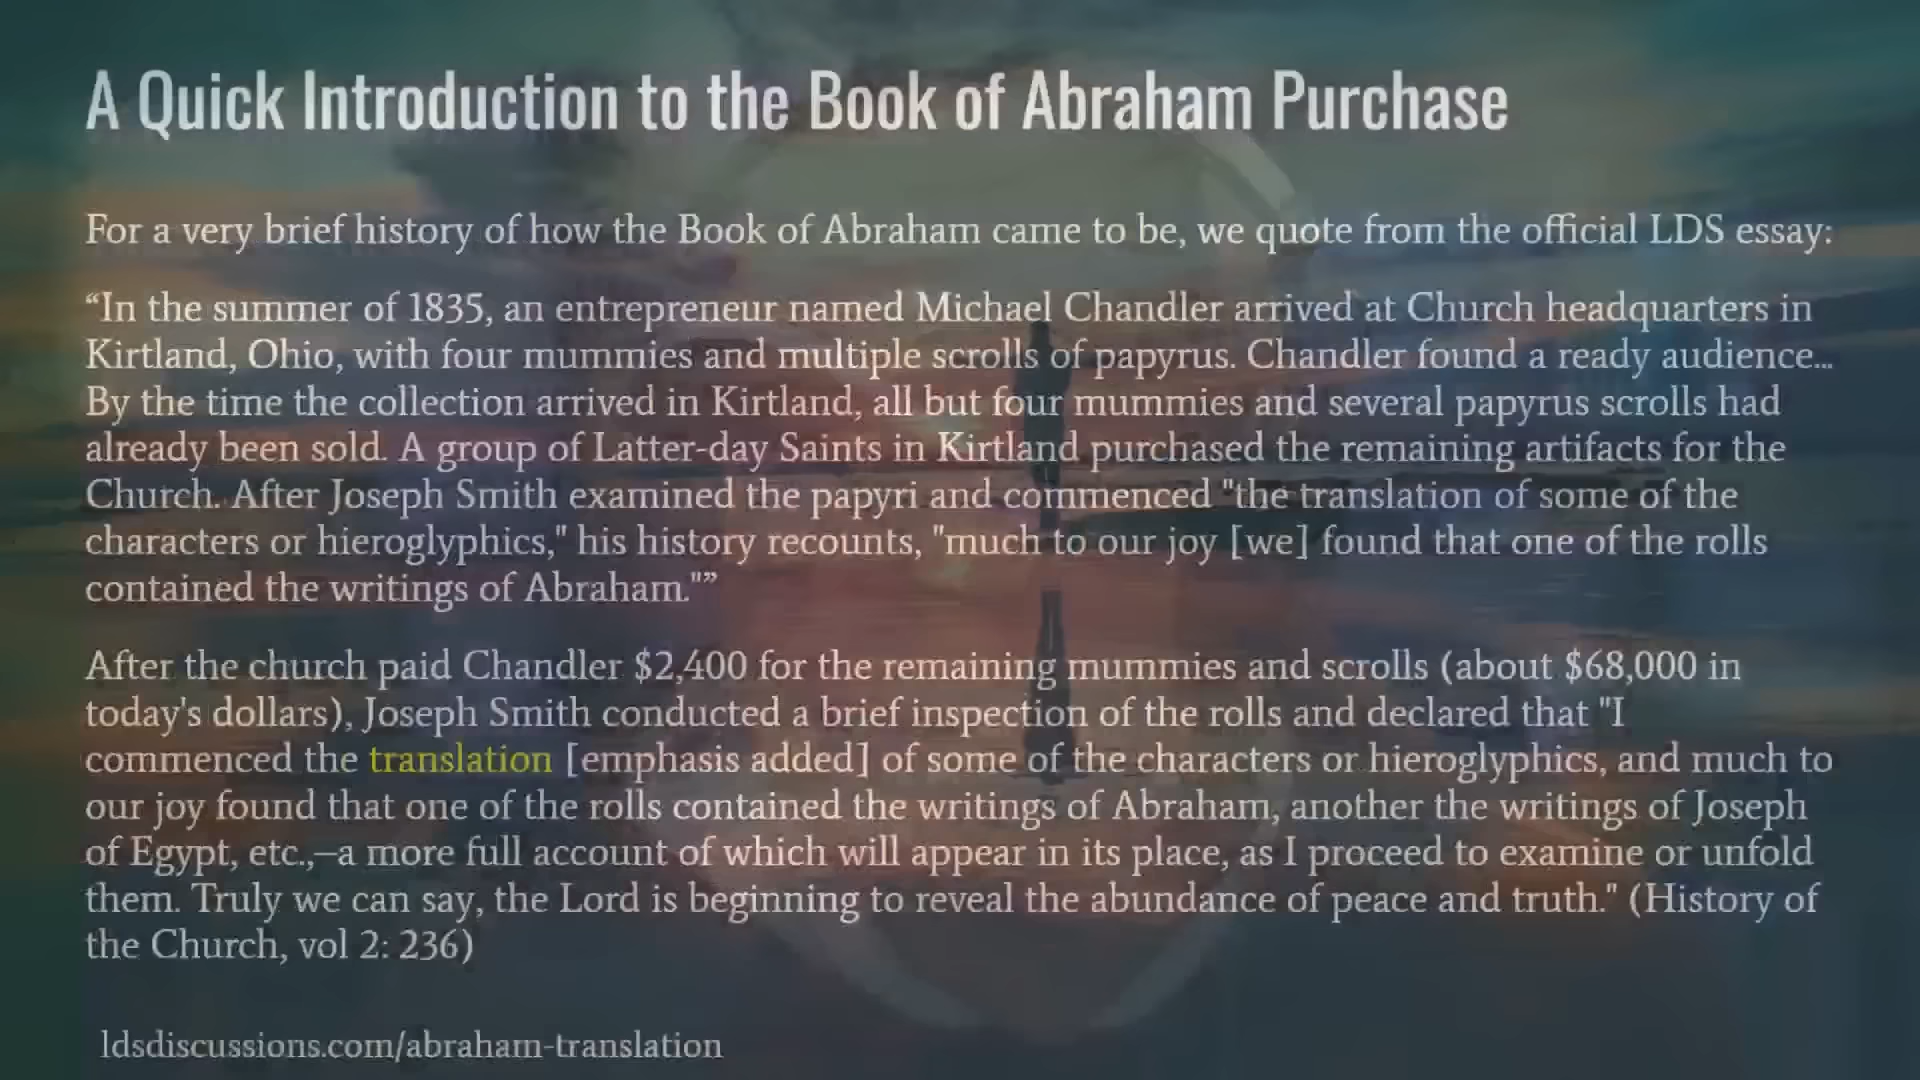 A Quick Introduction to the Book of Abraham Purchase
For a very brief history of how the Book of Abraham came to be, we quote from the official LDS essay:
“In the summer of 1835, an entrepreneur named Michael Chandler arrived at Church headquarters in
Kirtland, Ohio, with four mummies and multiple scrolls of papyrus. Chandler found a ready audience...
By the time the collection arrived in Kirtland, all but four mummies and several papyrus scrolls had
already been sold. A group of Latter-day Saints in Kirtland purchased the remaining artifacts for the
Church. After Joseph Smith examined the papyri and commenced "the translation of some of the
characters or hieroglyphics," his history recounts, "much to our joy [we] found that one of the rolls
contained the writings of Abraham."”
After the church paid Chandler $2,400 for the remaining mummies and scrolls (about $68,000 in
today's dollars), Joseph Smith conducted a brief inspection of the rolls and declared that "I
commenced the translation [emphasis added] of some of the characters or hieroglyphics, and much to
our joy found that one of the rolls contained the writings of Abraham, another the writings of Joseph
of Egypt, etc.,—a more full account of which will appear in its place, as I proceed to examine or unfold
them. Truly we can say, the Lord is beginning to reveal the abundance of peace and truth." (History of
the Church, vol 2: 236)
ldsdiscussions.com/abraham-translation